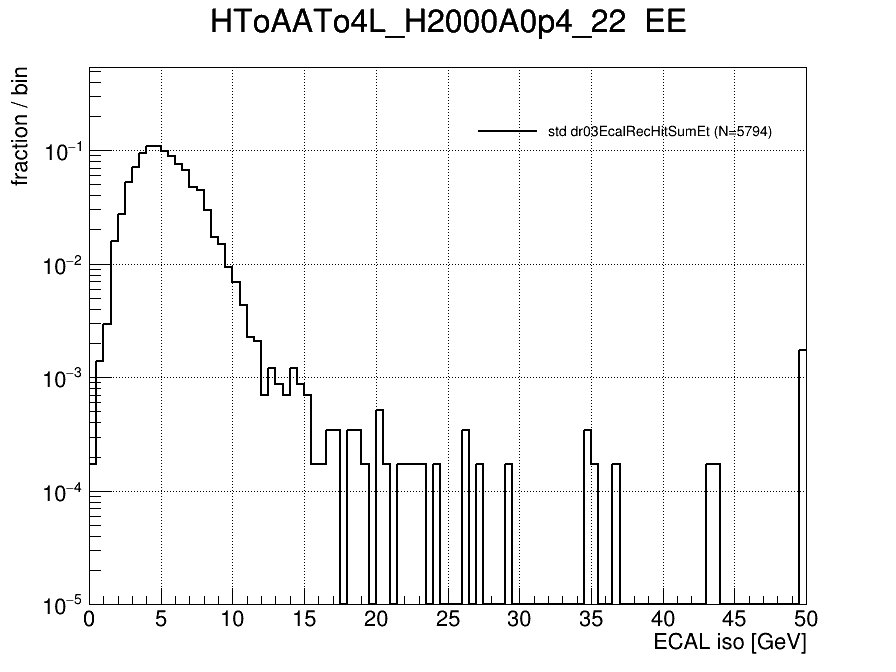 HToAATo4L_H2000A0p4_22 EE
fraction / bin
std dr03EcalRecHitSumEt (N=5794)
10−1
10−2
10−3
10−4
10−5
0 5 10 15 20 25 30 35 40 45 50
ECAL iso [GeV]